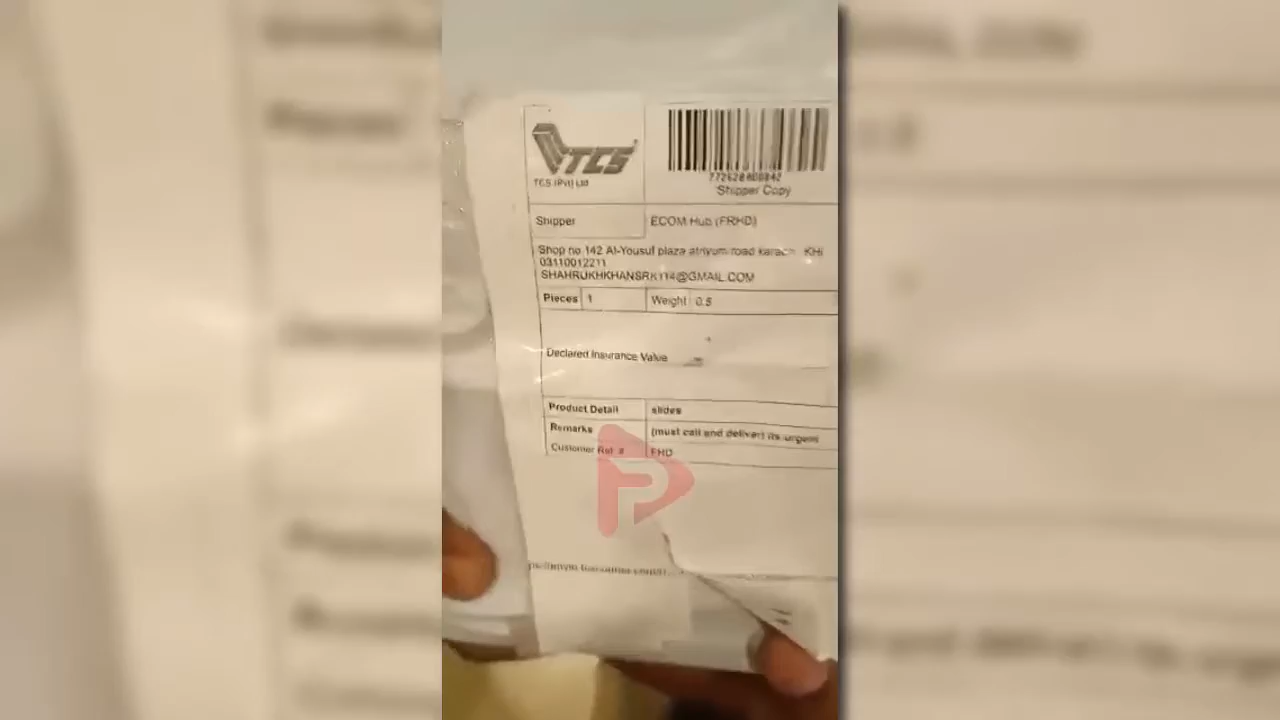 TCS
TCS (Pvt) Ltd
Shipper Copy
Shipper ECOM Hub (FRHD)
Shop no 142 Al-Yousuf plaza atriyum road KHI
03110012211
SHAHRUKHKHANSRK114@GMAIL.COM
Pieces 1 Weight 0.5
Declared Insurance Value
Product Detail slides
Remarks (must call and deliver) its urgent
Customer Ref. # FHD